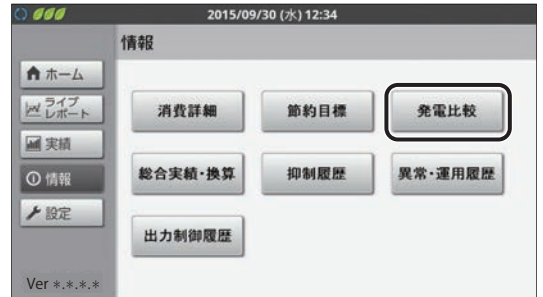 2015/09/30 (水) 12:34
情報
ホーム
ライブ
レポート
実績
情報
設定
Ver *.*.*.*
消費詳細
節約目標
発電比較
総合実績・換算
抑制履歴
異常・運用履歴
出力制御履歴